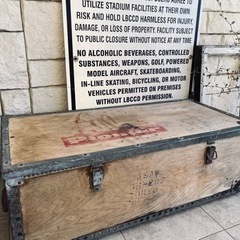 UTILIZE STADIUM FACILITIES AT THEIR OWN
RISK AND HOLD LBCCD HARMLESS FOR INJURY,
DAMAGE, OR LOSS OF PROPERTY. FACILITY SUBJECT
TO PUBLIC CLOSURE WITHOUT NOTICE AT ANY TIME
NO ALCOHOLIC BEVERAGES, CONTROLLED
SUBSTANCES, WEAPONS, GOLF, POWERED
MODEL AIRCRAFT, SKATEBOARDING,
IN-LINE SKATING, BICYCLING, OR MOTOR
VEHICLES PERMITTED ON PREMISES
WITHOUT LBCCD PERMISSION.